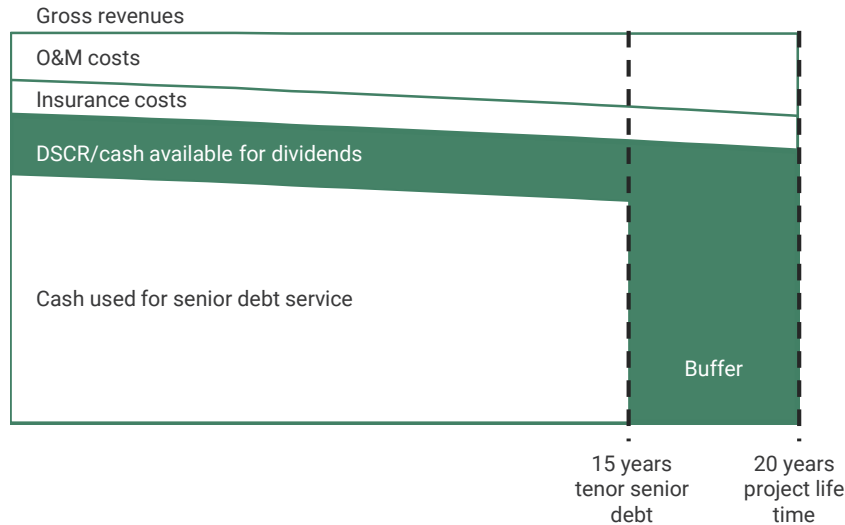 Gross revenues
O&M costs
Insurance costs
DSCR/cash available for dividends
Cash used for senior debt service
Buffer
15 years
tenor senior
debt
20 years
project life
time